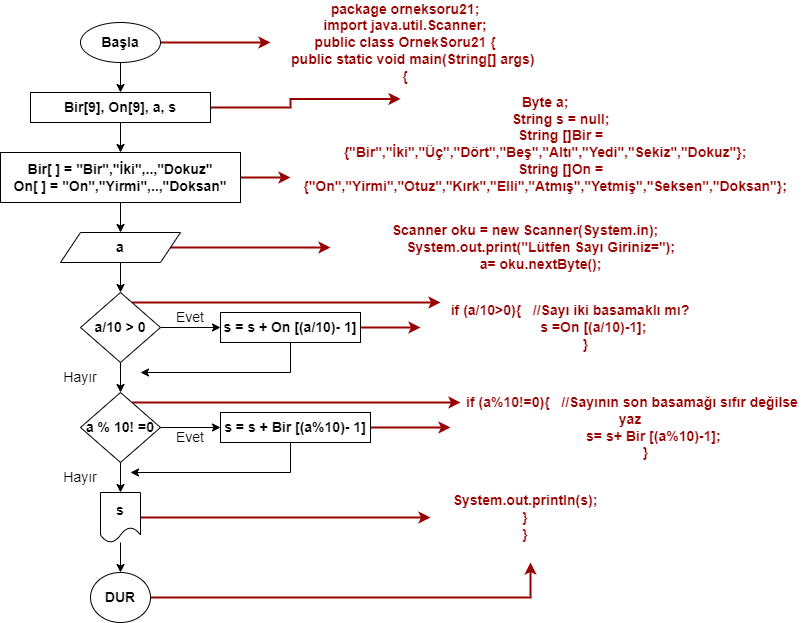 package orneksoru21;
import java.util.Scanner;
public class OrnekSoru21 {
public static void main(String[] args)
{
Başla
Bir[9], On[9], a, s
Byte a;
String s = null;
String []Bir =
{"Bir","İki","Üç","Dört","Beş","Altı","Yedi","Sekiz","Dokuz"};
String []On =
{"On","Yirmi","Otuz","Kırk","Elli","Atmış","Yetmiş","Seksen","Doksan"};
Bir[ ] = "Bir","İki",..,"Dokuz"
On[ ] = "On","Yirmi",..,"Doksan"
a
Scanner oku = new Scanner(System.in);
System.out.print("Lütfen Sayı Giriniz=");
a= oku.nextByte();
a/10 > 0
Evet
s = s + On [(a/10)- 1]
if (a/10>0){ //Sayı iki basamaklı mı?
s =On [(a/10)-1];
}
Hayır
a % 10! =0
Evet
s = s + Bir [(a%10)- 1]
if (a%10!=0){ //Sayının son basamağı sıfır değilse
yaz
s= s+ Bir [(a%10)-1];
}
Hayır
s
System.out.println(s);
}
}
DUR